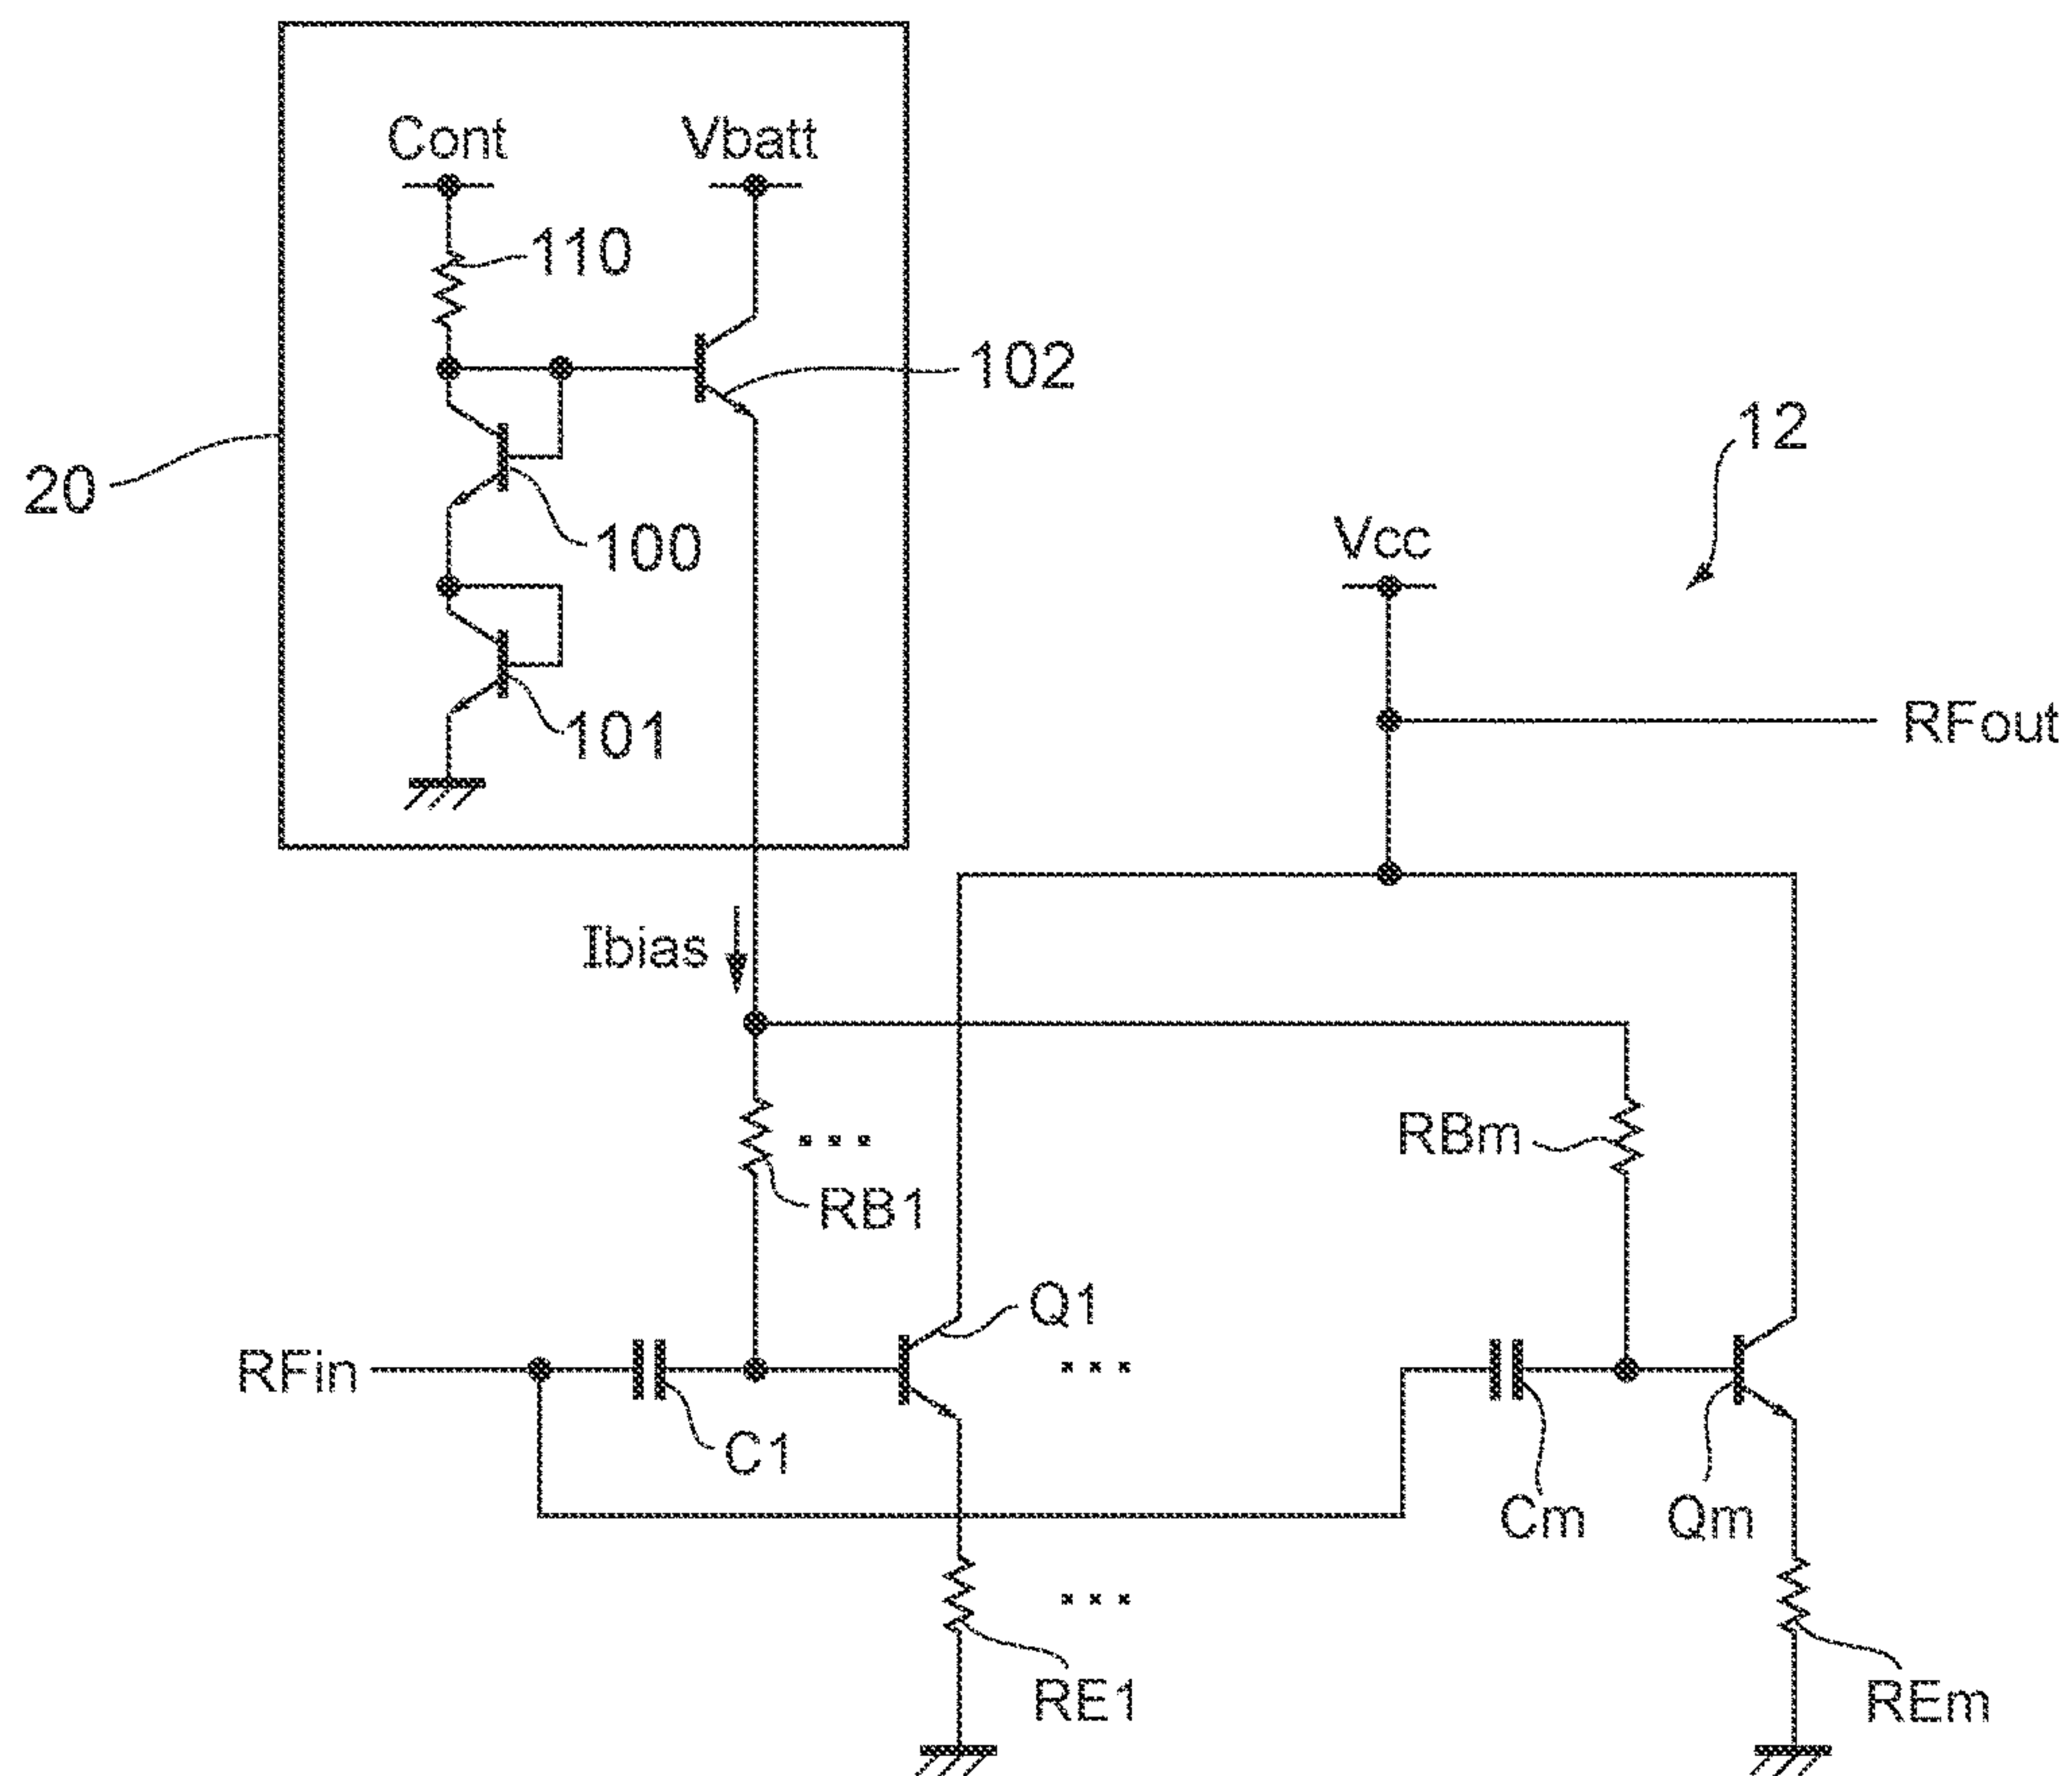 Cont
Vbatt
110
102
12
20
100
Vcc
101
RFout
Ibias
RBm
RB1
Q1
RFin
C1
Cm
Qm
RE1
REm